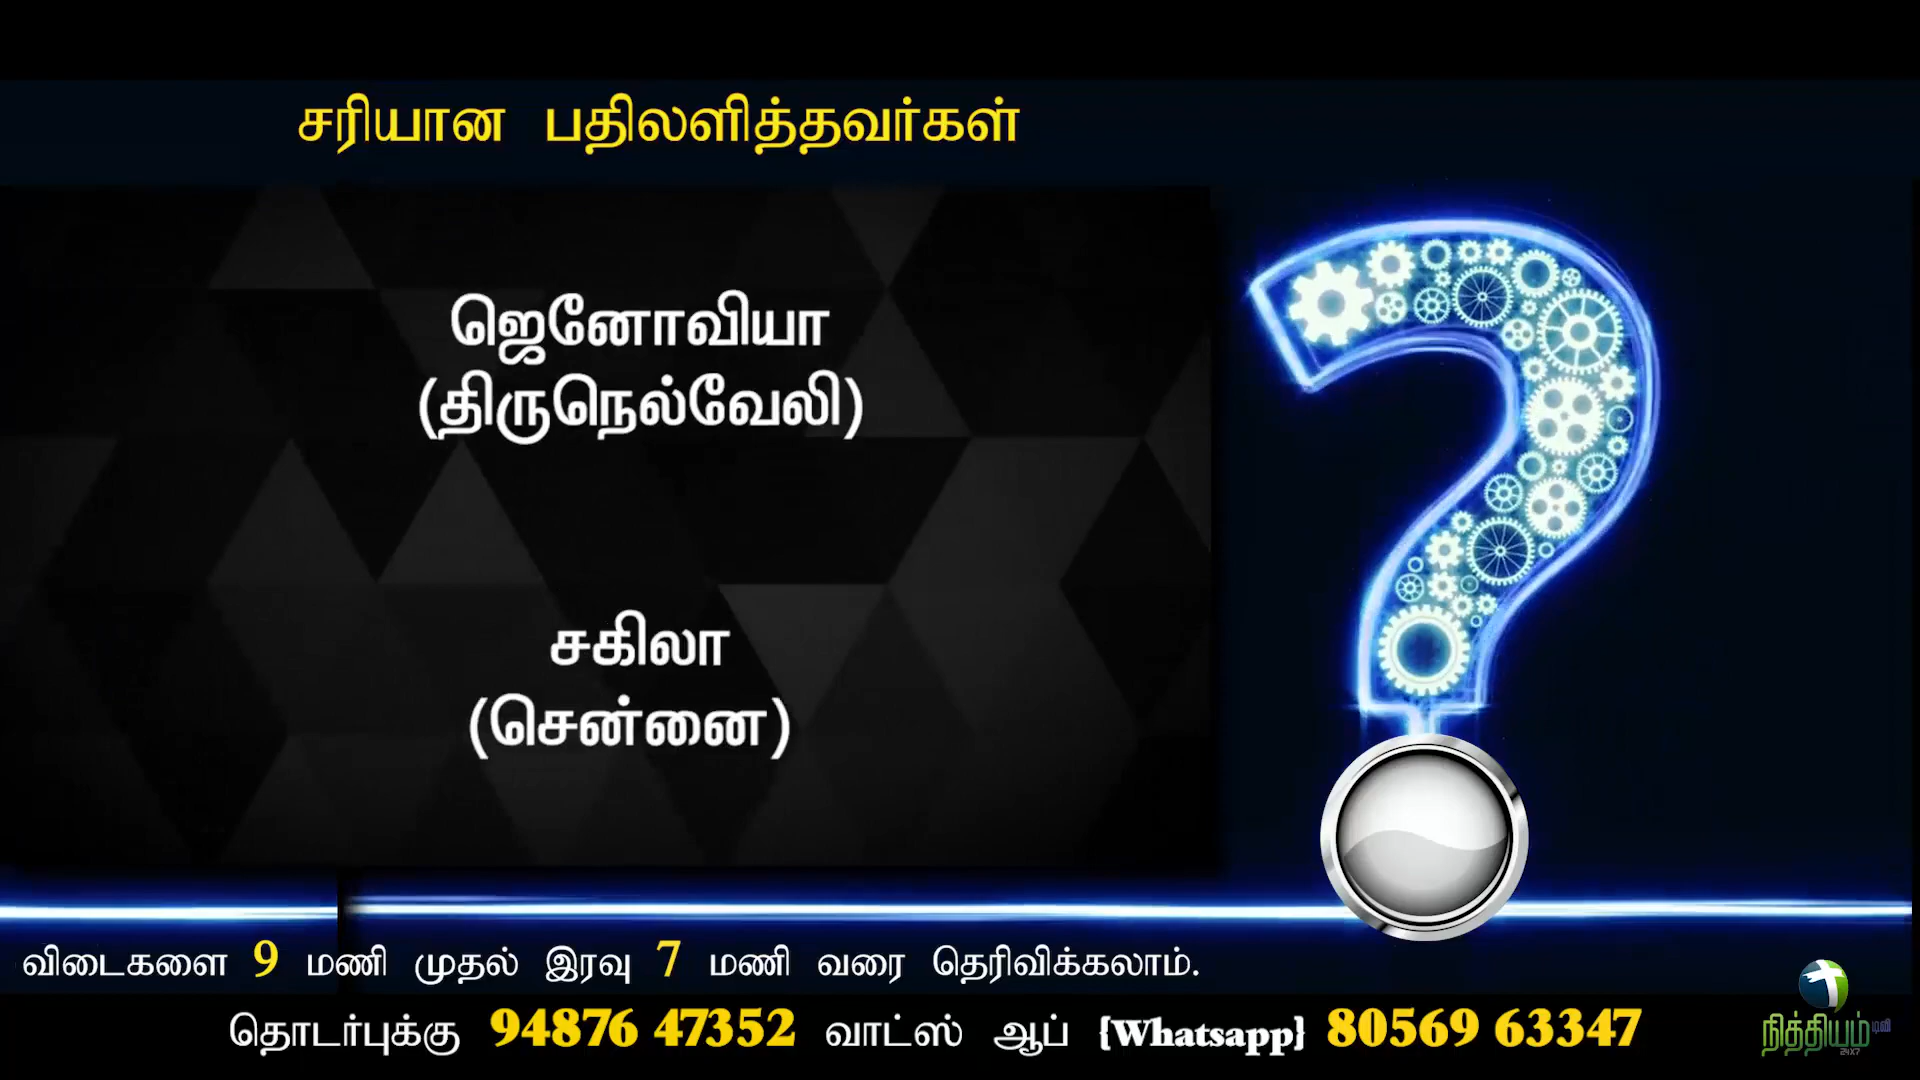 சரியான பதிலளித்தவர்கள்
ஜெனோவியா
(திருநெல்வேலி)
சகிலா
(சென்னை)
விடைகளை 9 மணி முதல் இரவு 7 மணி வரை தெரிவிக்கலாம்.
தொடர்புக்கு 94876 47352 வாட்ஸ் ஆப் {Whatsapp} 80569 63347
நித்தியம் டிவி
24X7